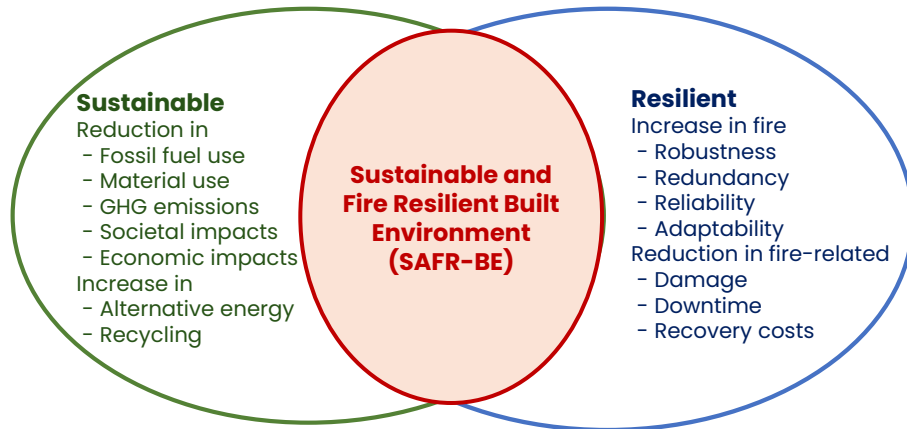 Sustainable
Reduction in
- Fossil fuel use
- Material use
- GHG emissions
- Societal impacts
- Economic impacts
Increase in
- Alternative energy
- Recycling
Sustainable and
Fire Resilient Built
Environment
(SAFR-BE)
Resilient
Increase in fire
- Robustness
- Redundancy
- Reliability
- Adaptability
Reduction in fire-related
- Damage
- Downtime
- Recovery costs